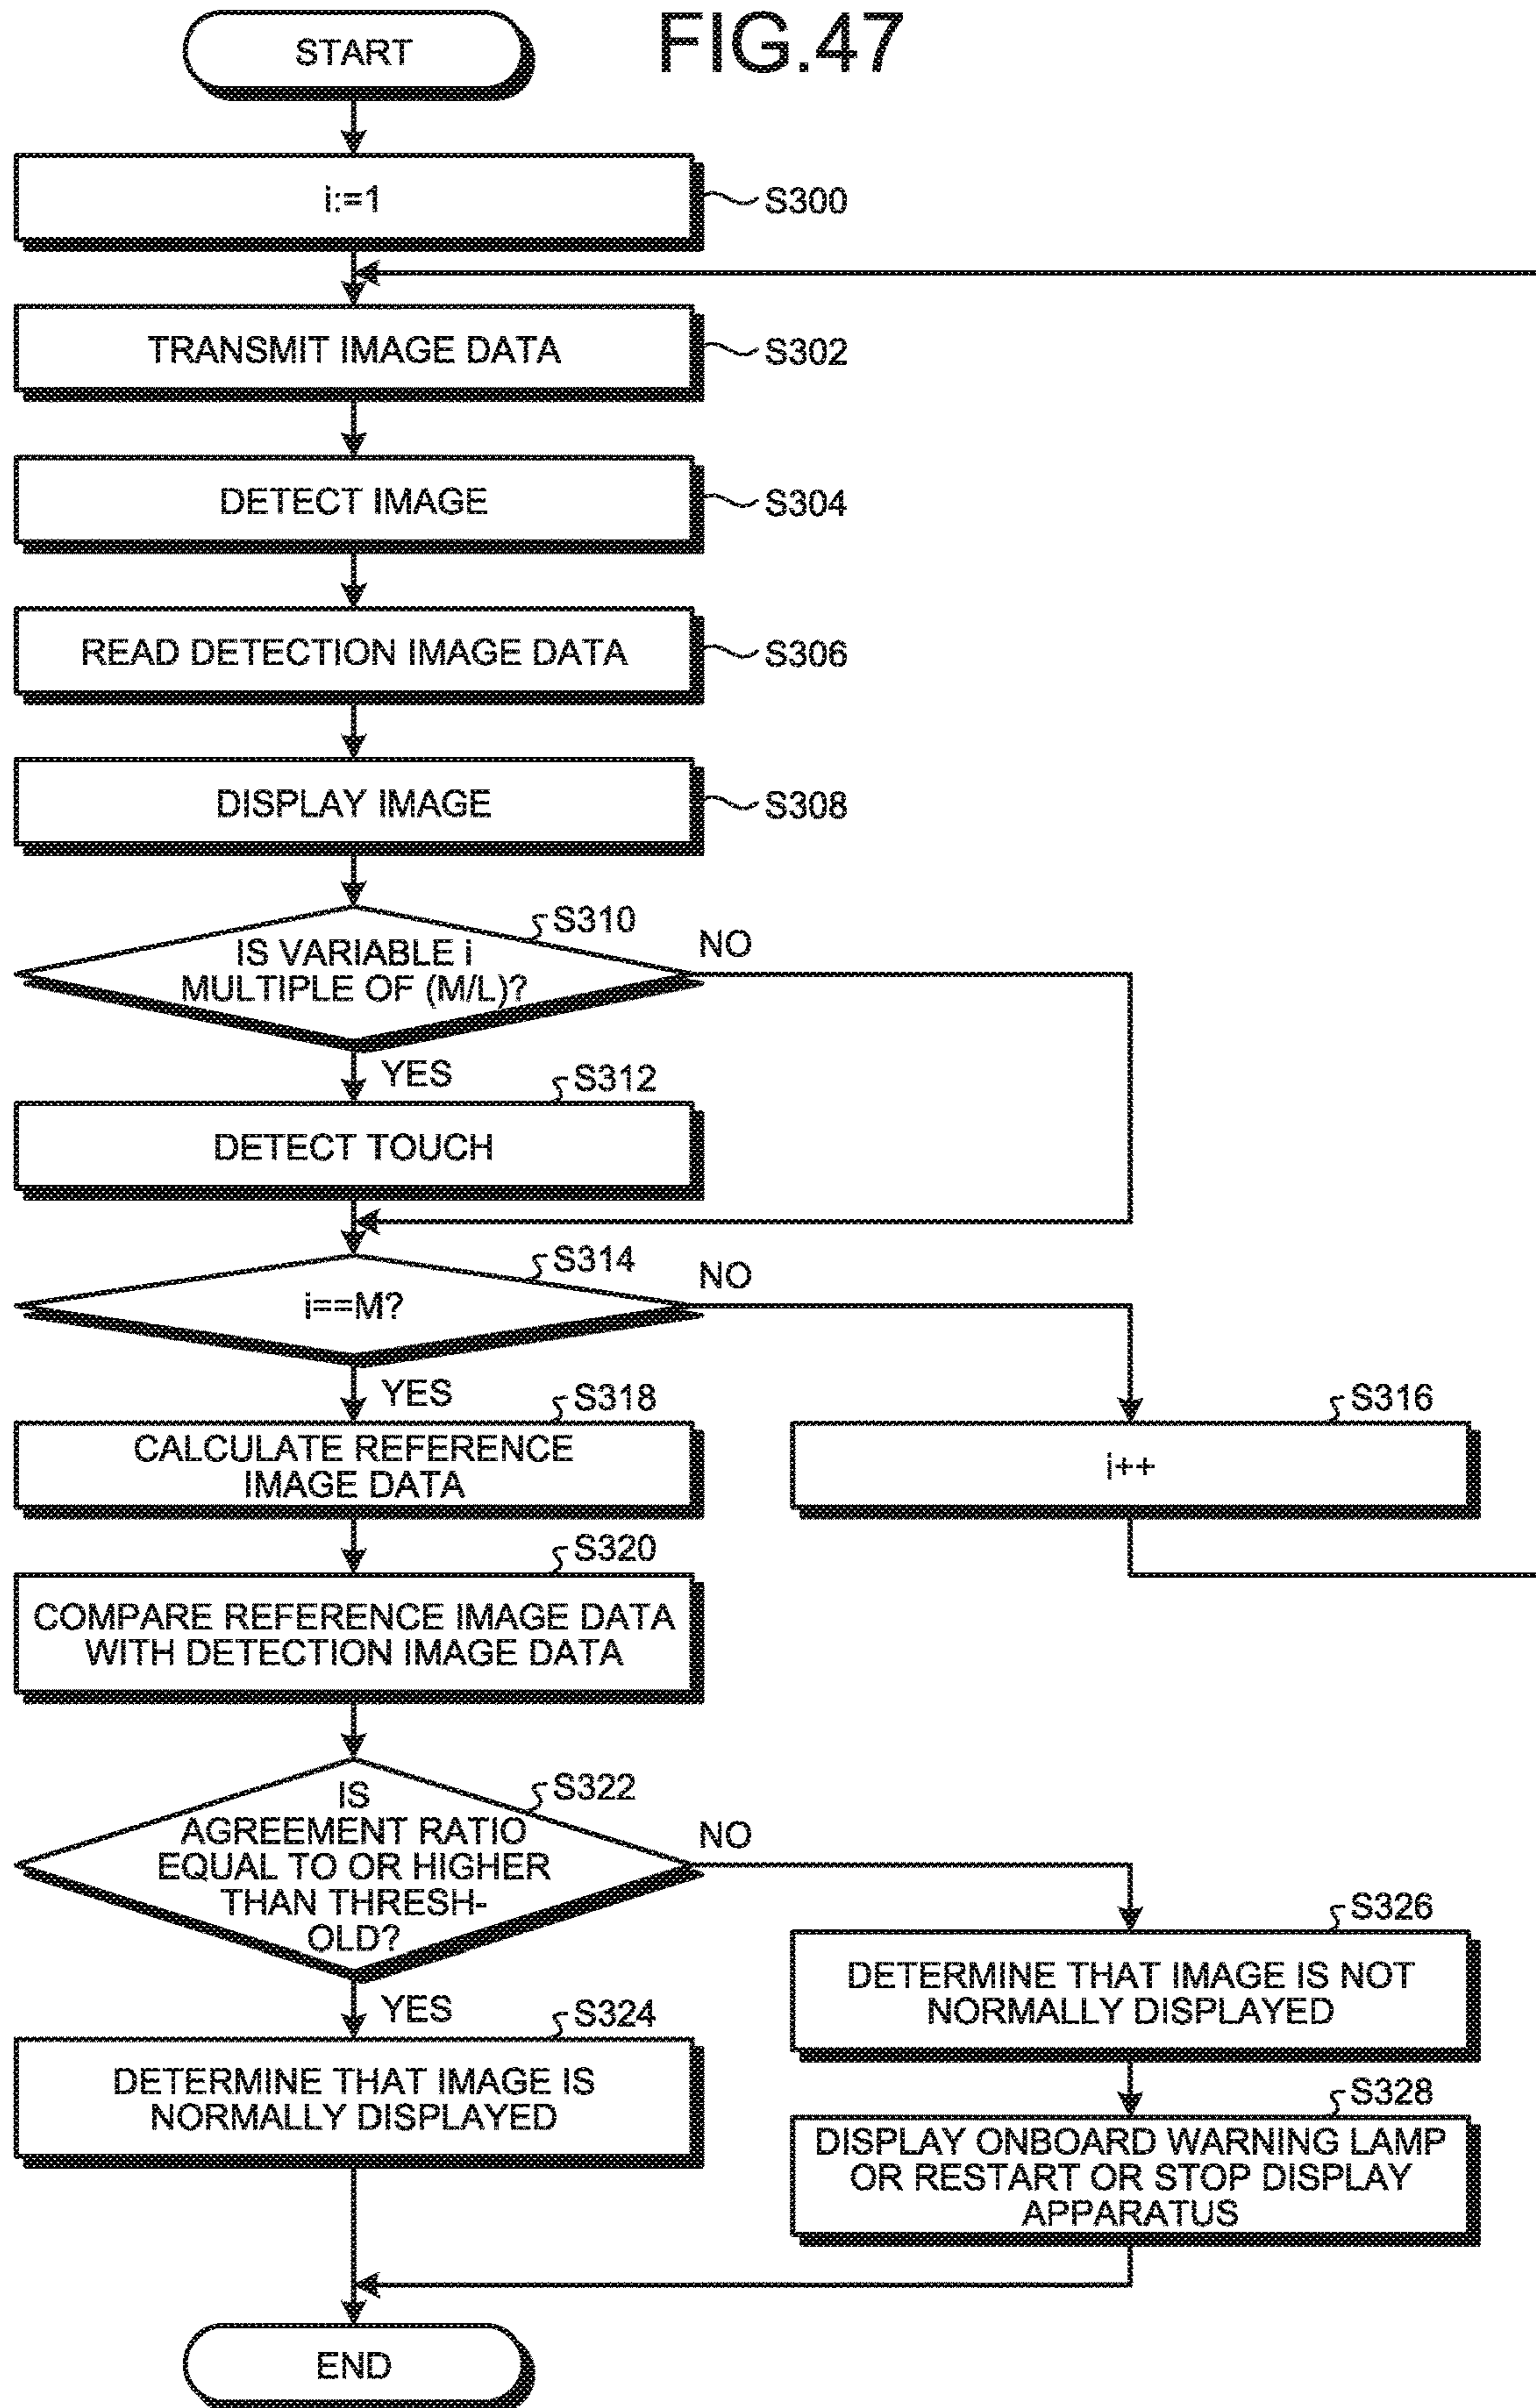 FIG.47
START
i:=1
S300
TRANSMIT IMAGE DATA
S302
DETECT IMAGE
S304
READ DETECTION IMAGE DATA
S306
DISPLAY IMAGE
S308
S310
IS VARIABLE i
MULTIPLE OF (M/L)?
NO
YES
S312
DETECT TOUCH
S314
i==M?
NO
YES
S318
CALCULATE REFERENCE
IMAGE DATA
S316
i++
S320
COMPARE REFERENCE IMAGE DATA
WITH DETECTION IMAGE DATA
S322
IS
AGREEMENT RATIO
EQUAL TO OR HIGHER
THAN THRESH-
OLD?
NO
YES
S324
DETERMINE THAT IMAGE IS
NORMALLY DISPLAYED
S326
DETERMINE THAT IMAGE IS NOT
NORMALLY DISPLAYED
S328
DISPLAY ONBOARD WARNING LAMP
OR RESTART OR STOP DISPLAY
APPARATUS
END